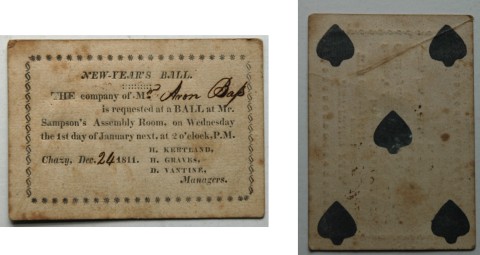 NEW-YEAR'S BALL.
THE company of Mr. Aron Bass
is requested at a BALL at Mr.
Sampson's Assembly Room, on Wednesday
the 1st day of January next, at 2 o'clock, P.M.
H. KERTLAND,
Chazy, Dec. 24 1811. H. GRAVES,
D. VANTINE,
Managers.